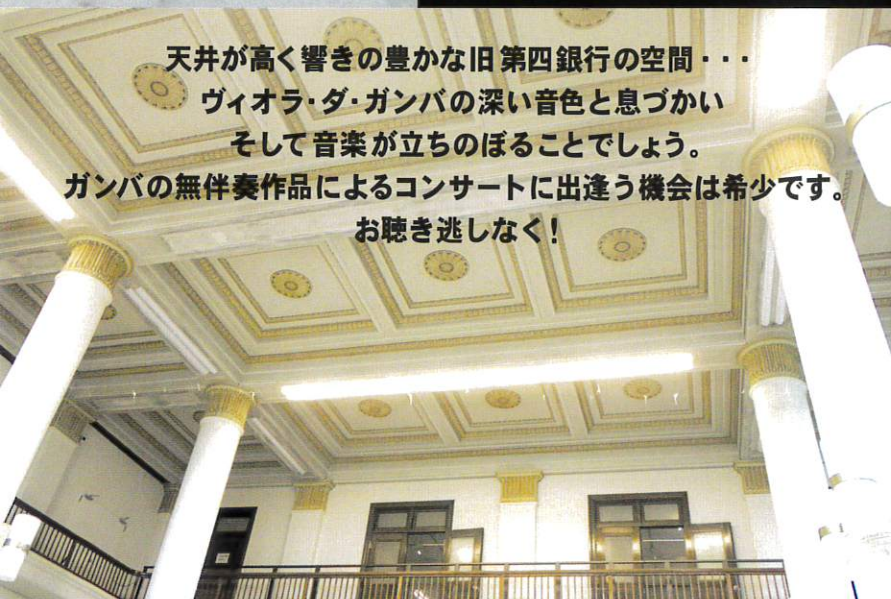 天井が高く響きの豊かな旧第四銀行の空間・・・
ヴィオラ・ダ・ガンバの深い音色と息づかい
そして音楽が立ちのぼることでしょう。
ガンバの無伴奏作品によるコンサートに出逢う機会は希少です。
お聴き逃しなく！